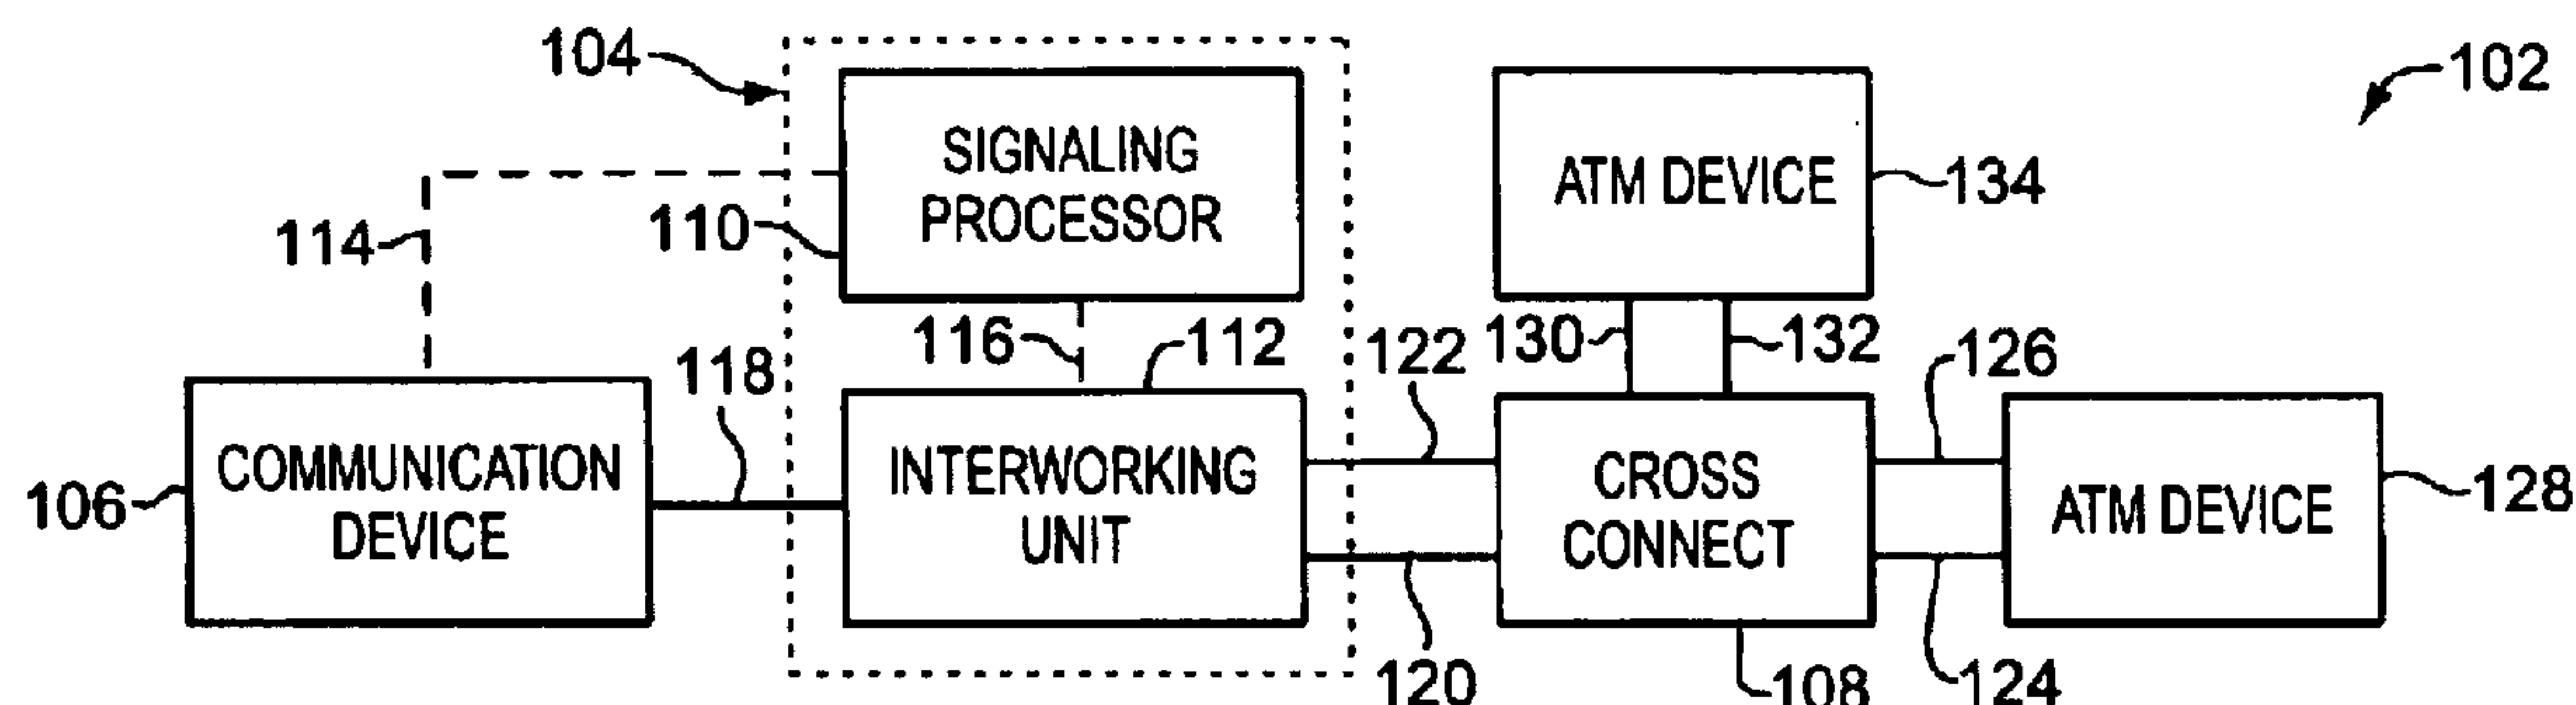 104
102
SIGNALING
PROCESSOR
ATM DEVICE
134
114
110
116
112
122
130
132
126
118
106
COMMUNICATION
DEVICE
INTERWORKING
UNIT
CROSS
CONNECT
ATM DEVICE
128
120
108
124